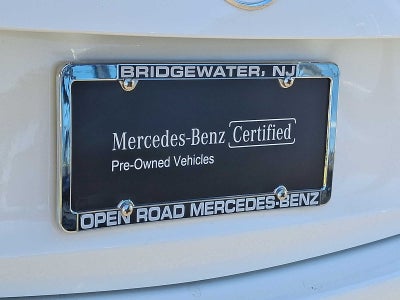 BRIDGEWATER, NJ
Mercedes-Benz Certified
Pre-Owned Vehicles
OPEN ROAD MERCEDES-BENZ